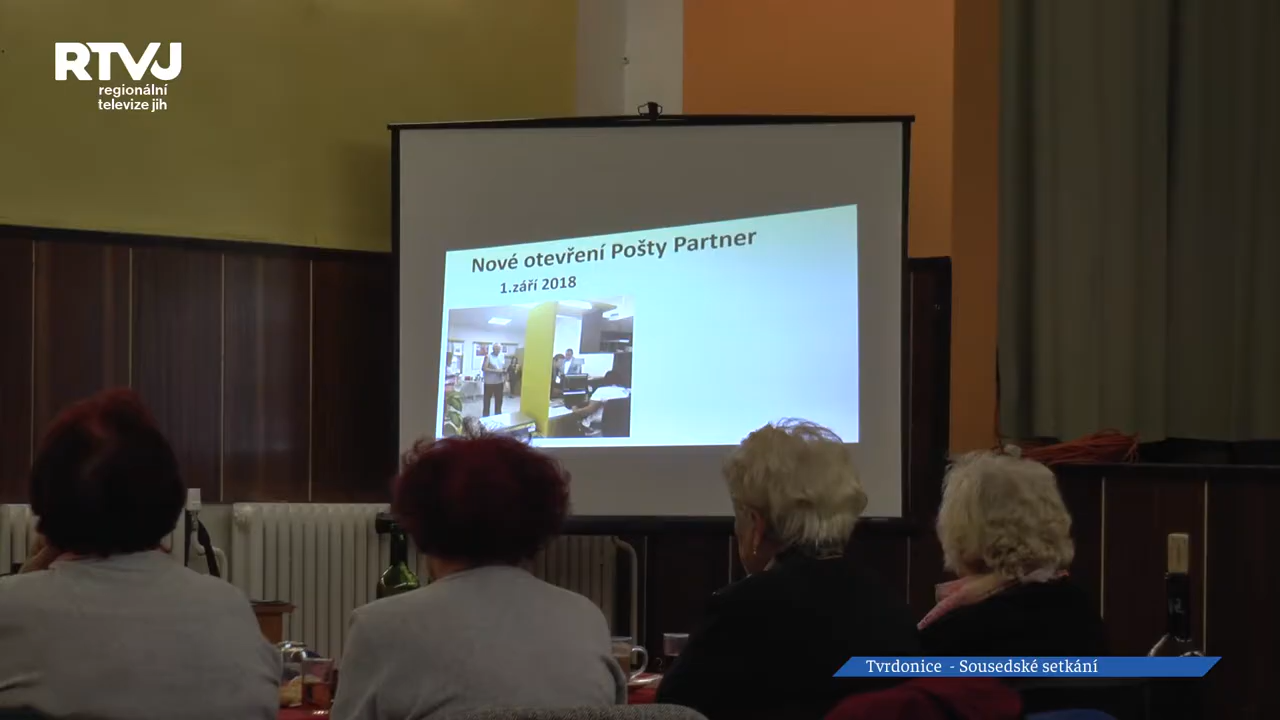 RTVJ
regionální
televize jih
Nové otevření Pošty Partner
1.září 2018
Tvrdonice - Sousedské setkání